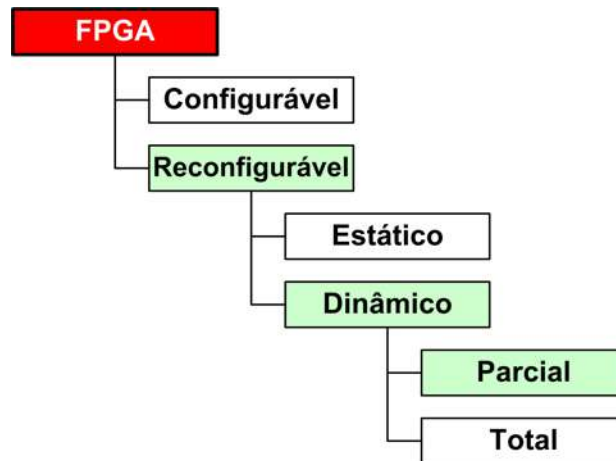 FPGA
Configurável
Reconfigurável
Estático
Dinâmico
Parcial
Total